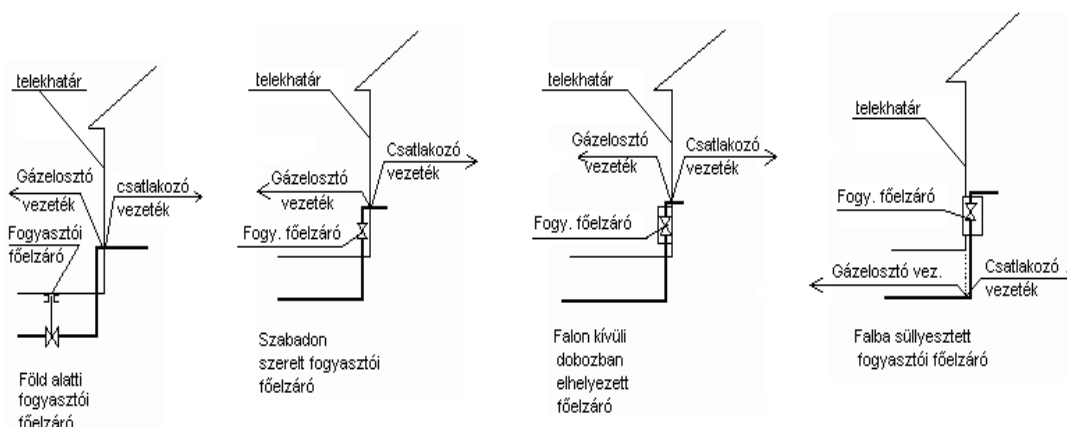 telekhatár
Gázelosztó
vezeték
csatlakozó
vezeték
Fogyasztói
főelzáró
Föld alatti
fogyasztói
főelzáró
telekhatár
Csatlakozó
vezeték
Gázelosztó
vezeték
Fogy. főelzáró
Szabadon
szerelt fogyasztói
főelzáró
telekhatár
Gázelosztó
vezeték
Csatlakozó
vezeték
Fogy. főelzáró
Falon kívüli
dobozban
elhelyezett
főelzáró
telekhatár
Fogy. főelzáró
Gázelosztó vez.
Csatlakozó .
vezeték
Falba süllyesztett
fogyasztói főelzáró